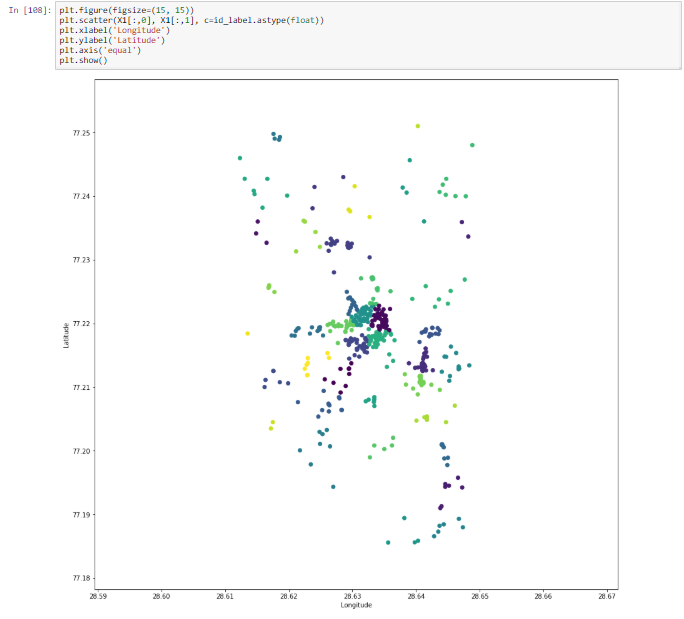 In [108]: plt.figure(figsize=(15, 15))
plt.scatter(X1[:,0], X1[:,1], c=id_label.astype(float))
plt.xlabel('Longitude')
plt.ylabel('Latitude')
plt.axis('equal')
plt.show()
77.25
77.24
77.23
77.22
77.21
77.20
77.19
77.18
Latitude
28.59 28.60 28.61 28.62 28.63 28.64 28.65 28.66 28.67
Longitude